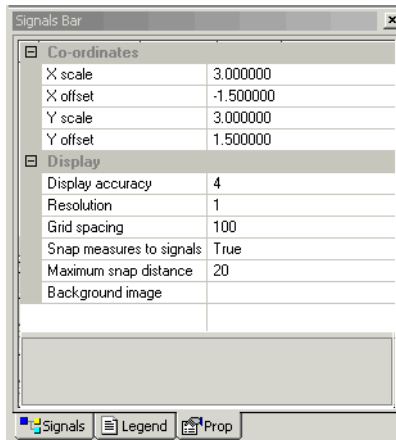 Signals Bar
Co-ordinates
X scale 3.000000
X offset -1.500000
Y scale 3.000000
Y offset 1.500000
Display
Display accuracy 4
Resolution 1
Grid spacing 100
Snap measures to signals True
Maximum snap distance 20
Background image
Signals Legend Prop